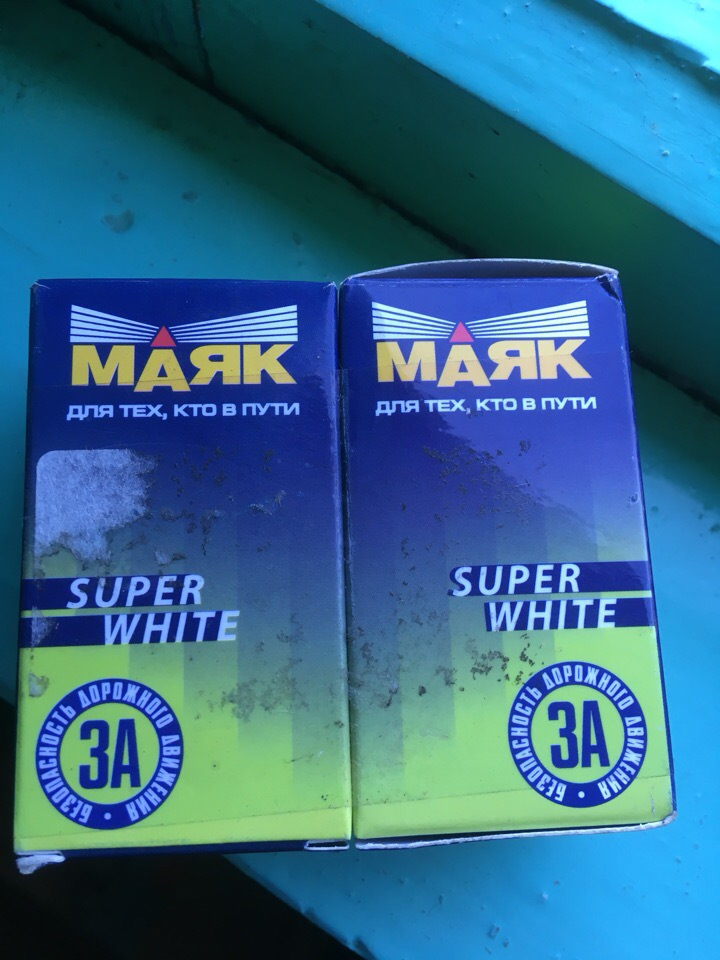 МАЯК
ДЛЯ ТЕХ, КТО В ПУТИ
SUPER
WHITE
БЕЗОПАСНОСТЬ ДОРОЖНОГО ДВИЖЕНИЯ •
ЗА
МАЯК
ДЛЯ ТЕХ, КТО В ПУТИ
SUPER
WHITE
БЕЗОПАСНОСТЬ ДОРОЖНОГО ДВИЖЕНИЯ •
ЗА